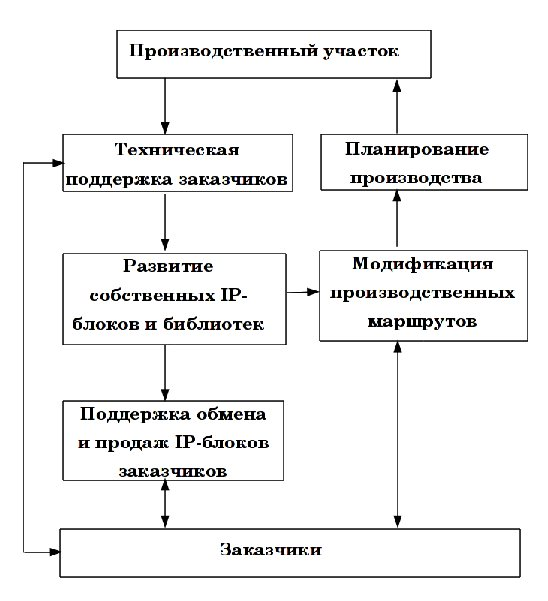 Производственный участок
Техническая
поддержка заказчиков
Планирование
производства
Развитие
собственных IP-
блоков и библиотек
Модификация
производственных
маршрутов
Поддержка обмена
и продаж IP-блоков
заказчиков
Заказчики